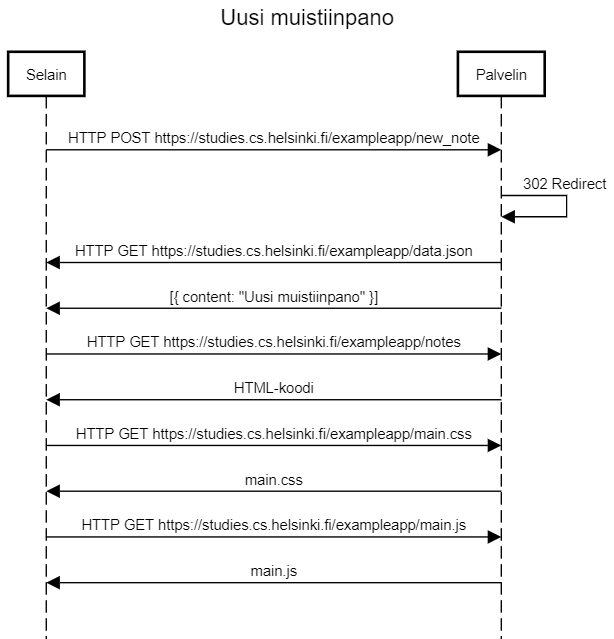 Uusi muistiinpano
Selain
Palvelin
HTTP POST https://studies.cs.helsinki.fi/exampleapp/new_note
302 Redirect
HTTP GET https://studies.cs.helsinki.fi/exampleapp/data.json
[{ content: "Uusi muistiinpano" }]
HTTP GET https://studies.cs.helsinki.fi/exampleapp/notes
HTML-koodi
HTTP GET https://studies.cs.helsinki.fi/exampleapp/main.css
main.css
HTTP GET https://studies.cs.helsinki.fi/exampleapp/main.js
main.js